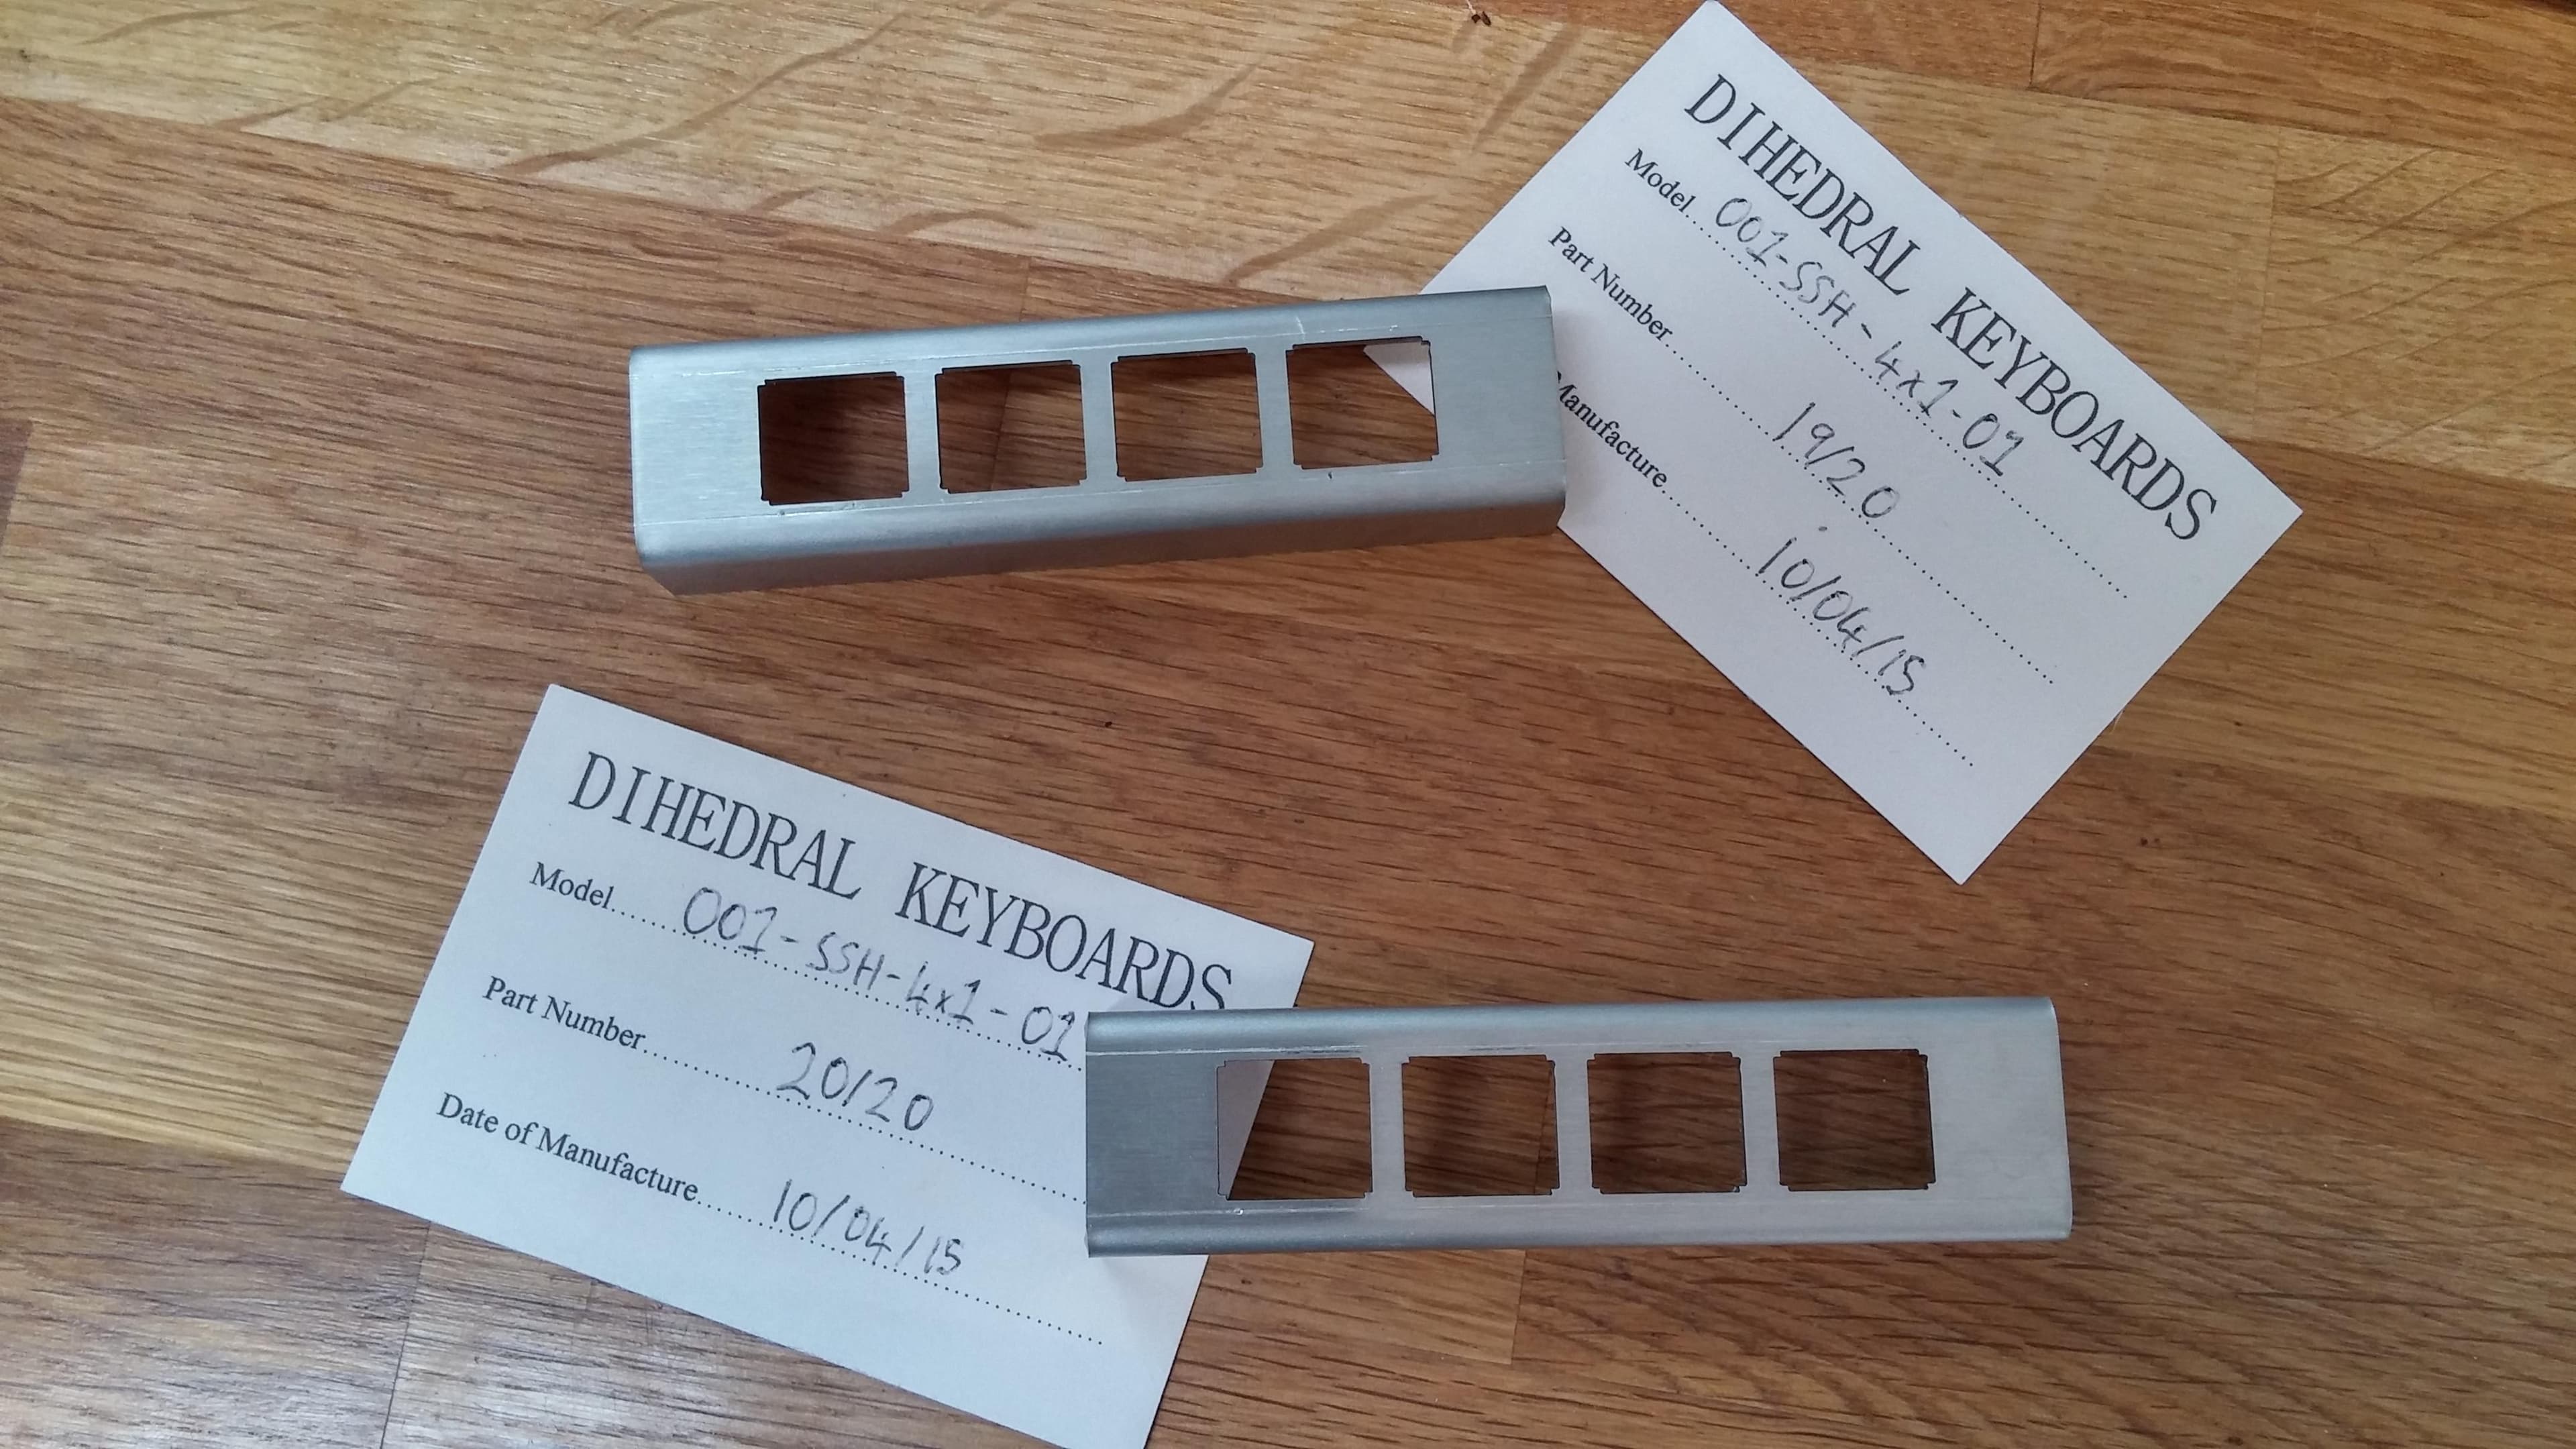 DIHEDRAL KEYBOARDS
Model....001-SSH-4x1-01
Part Number.....19/20
Manufacture.....10/04/15
DIHEDRAL KEYBOARDS
Model....001-SSH-4x1-01
Part Number.....20/20
Date of Manufacture.....10/04/15